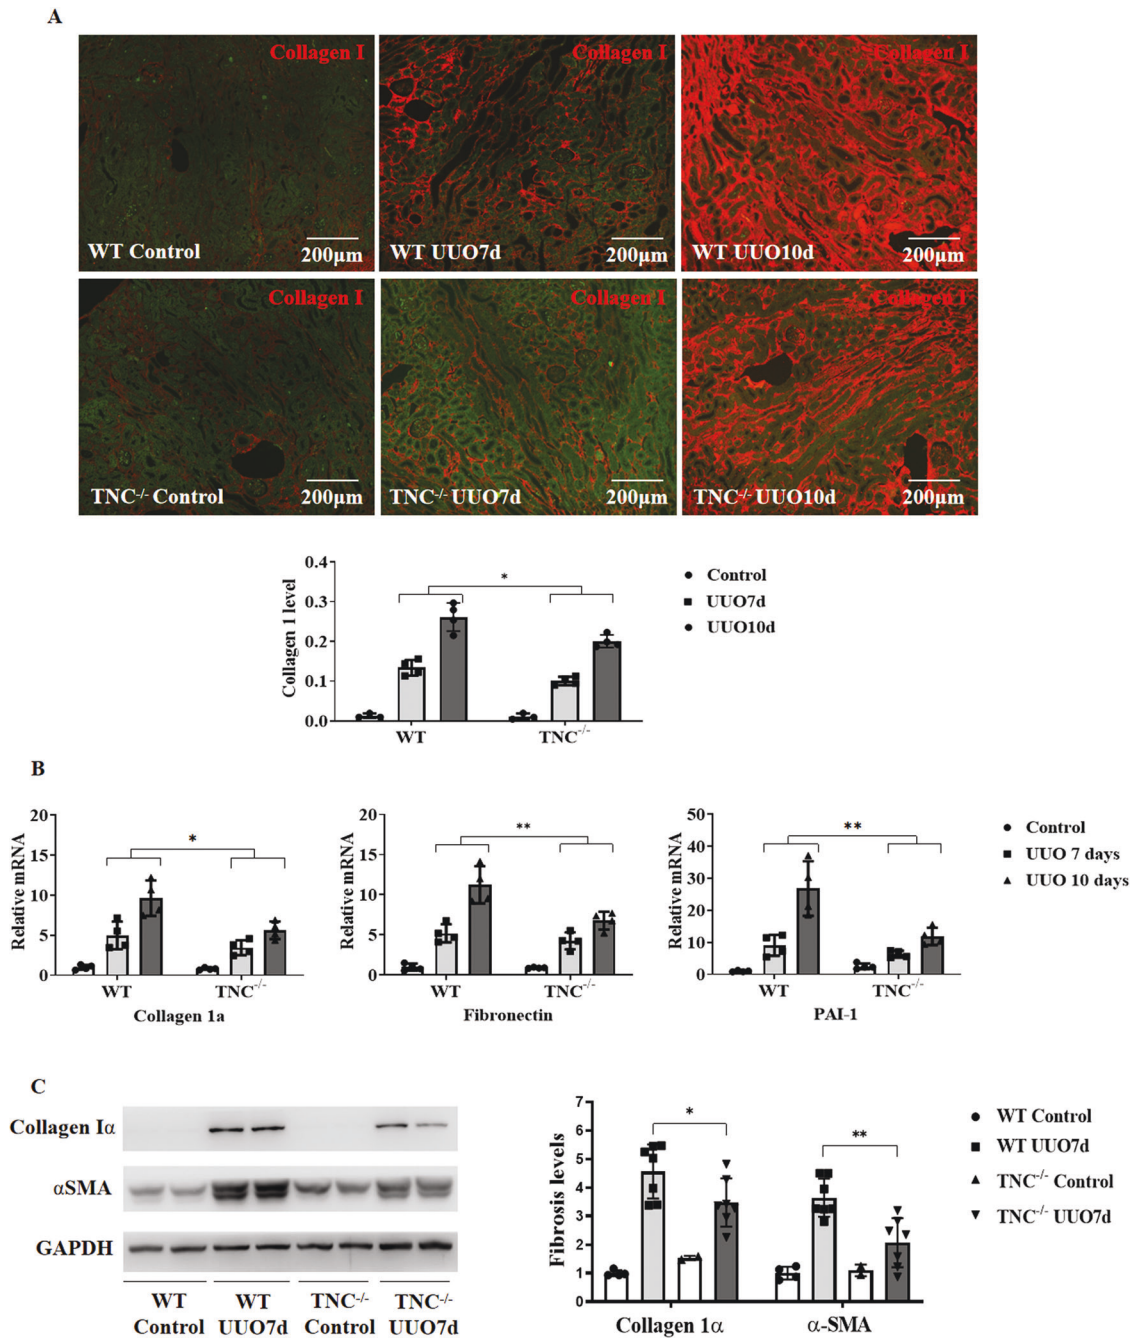 A
Collagen I
Collagen I
Collagen I
WT Control
200μm
WT UUO7d
200μm
WT UUO10d
200μm
Collagen I
Collagen I
Collagen I
TNC-/- Control
200μm
TNC-/- UUO7d
200μm
TNC-/- UUO10d
200μm
Collagen 1 level
0.4
0.3
0.2
0.1
0.0
*
WT
TNC-/-
Control
UUO7d
UUO10d
B
Relative mRNA
20
15
10
5
0
*
WT
TNC-/-
Collagen 1a
Relative mRNA
20
15
10
5
0
**
WT
TNC-/-
Fibronectin
Relative mRNA
50
40
30
20
10
0
**
WT
TNC-/-
PAI-1
Control
UUO 7 days
UUO 10 days
C
Collagen Iα
αSMA
GAPDH
WT
Control
WT
UUO7d
TNC-/-
Control
TNC-/-
UUO7d
Fibrosis levels
7
6
5
4
3
2
1
0
*
**
Collagen 1α
α-SMA
WT Control
WT UUO7d
TNC-/- Control
TNC-/- UUO7d